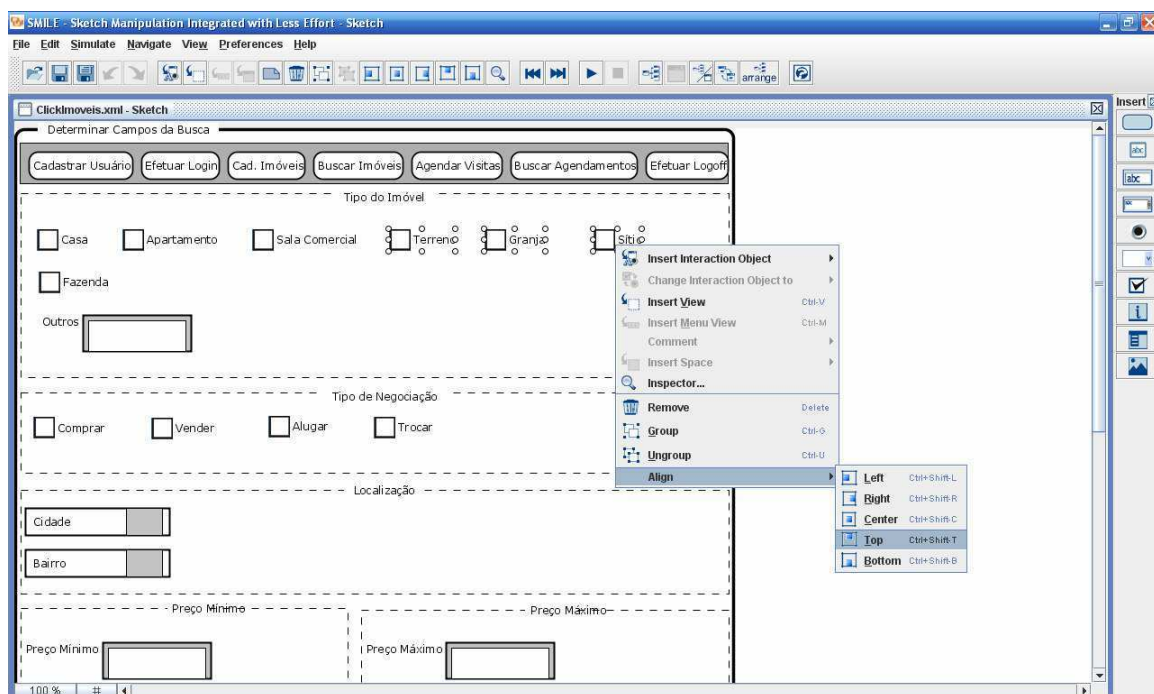 SMILE - Sketch Manipulation Integrated with Less Effort - Sketch
File Edit Simulate Navigate View Preferences Help
arrange
ClickImoveis.xml - Sketch
Insert
Determinar Campos da Busca
Cadastrar Usuário Efetuar Login Cad. Imóveis Buscar Imóveis Agendar Visitas Buscar Agendamentos Efetuar Logoff
abc
abc
Tipo do Imóvel
Casa Apartamento Sala Comercial Terreno Granja Sítio
Fazenda
Outros
Insert Interaction Object
Change Interaction Object to
Insert View Ctrl-V
Insert Menu View Ctrl-M
Comment
Insert Space
Inspector...
Remove Delete
Group Ctrl-G
Ungroup Ctrl-U
Align
Left Ctrl+Shift-L
Right Ctrl+Shift-R
Center Ctrl+Shift-C
Top Ctrl+Shift-T
Bottom Ctrl+Shift-B
Tipo de Negociação
Comprar Vender Alugar Trocar
Localização
Cidade
Bairro
Preço Mínimo Preço Máximo
Preço Mínimo Preço Máximo
100 % #